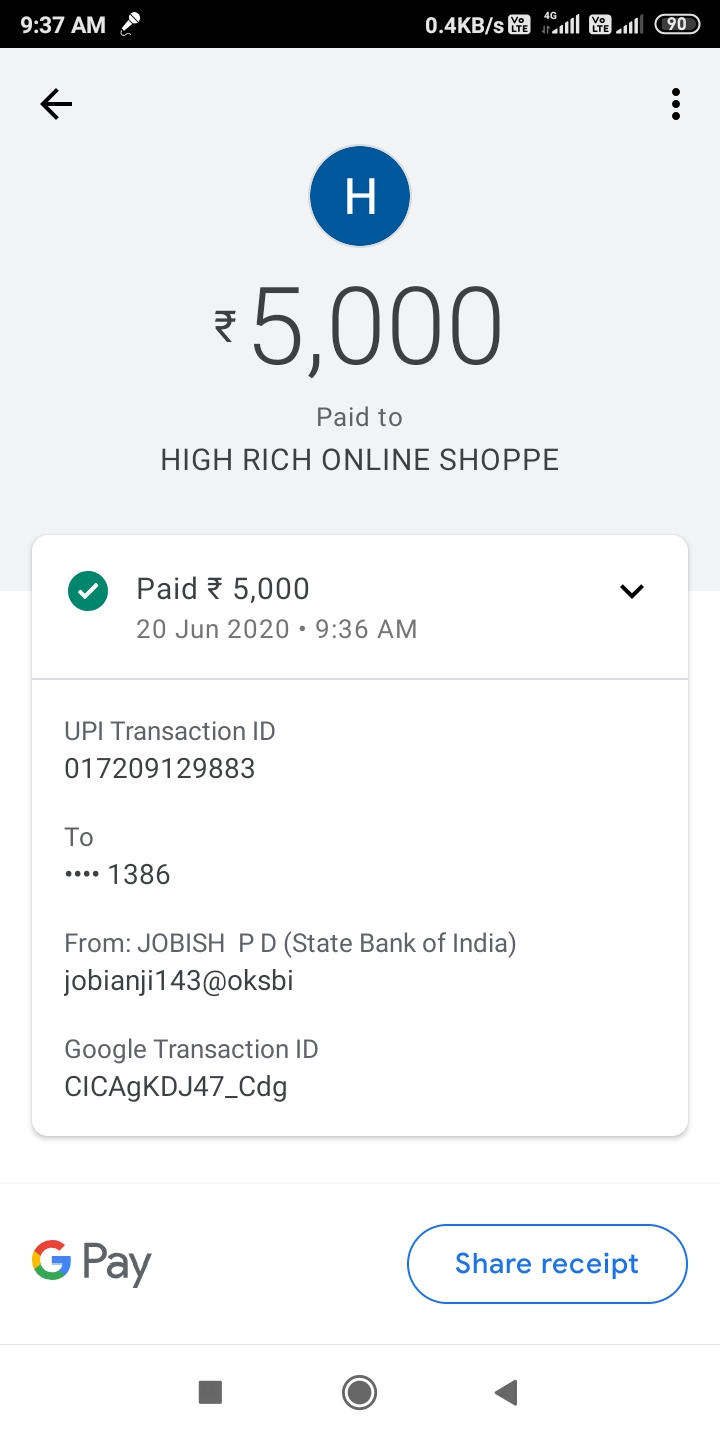 9:37 AM 0.4KB/s Vo LTE 4G Vo LTE 90
H
₹5,000
Paid to
HIGH RICH ONLINE SHOPPE
Paid ₹ 5,000
20 Jun 2020 • 9:36 AM
UPI Transaction ID
017209129883
To
•••• 1386
From: JOBISH  P D (State Bank of India)
jobianji143@oksbi
Google Transaction ID
CICAgKDJ47_Cdg
G Pay Share receipt